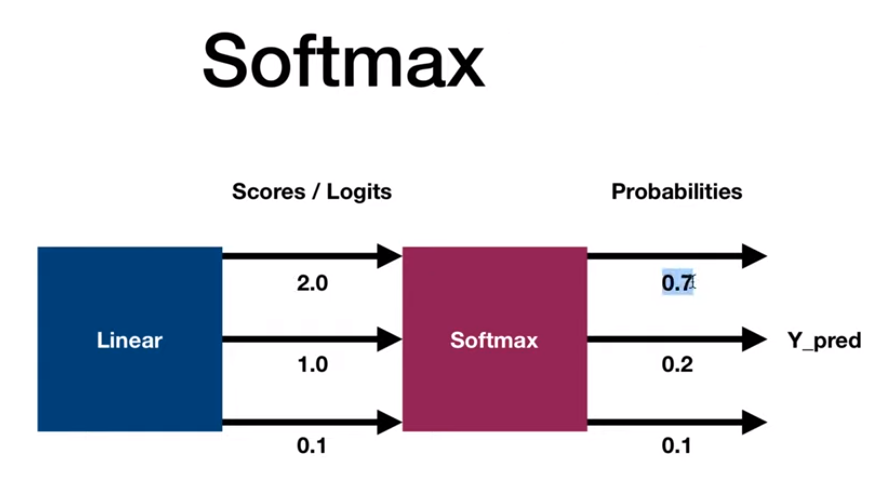 Softmax
Scores / Logits
Probabilities
2.0
0.7
Linear
Softmax
Y_pred
1.0
0.2
0.1
0.1